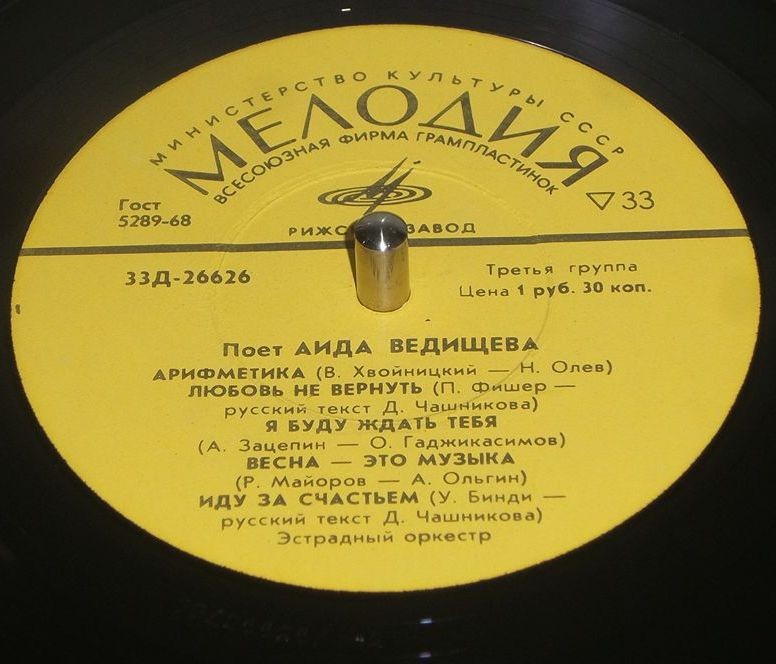 МИНИСТЕРСТВО КУЛЬТУРЫ СССР
МЕЛОДИЯ
ВСЕСОЮЗНАЯ ФИРМА ГРАМПЛАСТИНОК
Гост
5289-68
33
ЗАВОД
33Д-26626
Третья группа
Цена 1 руб. 30 коп.
Поет АИДА ВЕДИЩЕВА
АРИФМЕТИКА (В. Хвойницкий — Н. Олев)
ЛЮБОВЬ НЕ ВЕРНУТЬ (П. Фишер —
русский текст Д. Чашникова)
Я БУДУ ЖДАТЬ ТЕБЯ
(А. Зацепин — О. Гаджикасимов)
ВЕСНА — ЭТО МУЗЫКА
(Р. Майоров — А. Ольгин)
ИДУ ЗА СЧАСТЬЕМ (У. Бинди —
русский текст Д. Чашникова)
Эстрадный оркестр